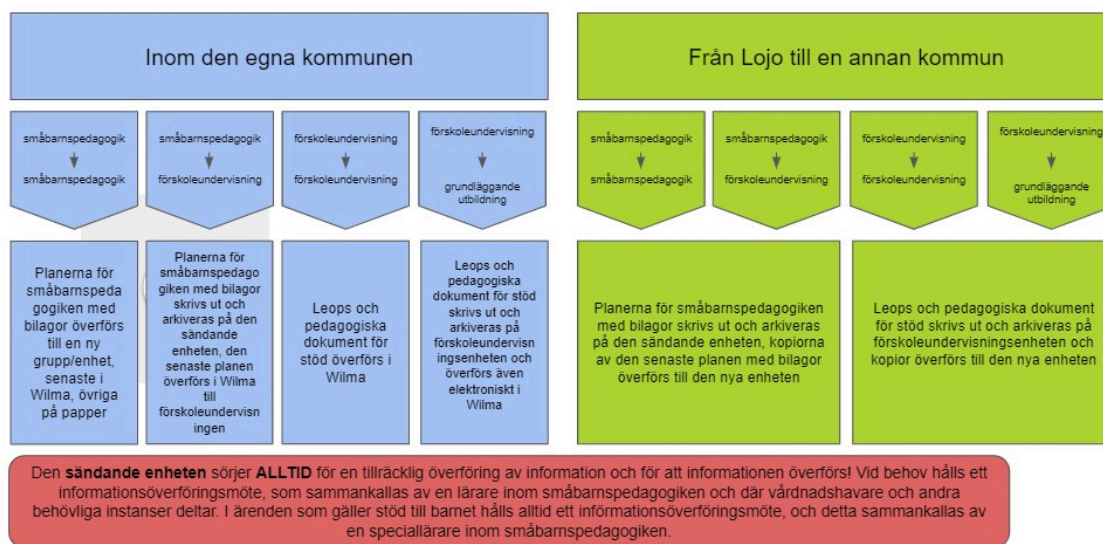 Inom den egna kommunen
Från Lojo till en annan kommun
småbarnspedagogik
småbarnspedagogik
småbarnspedagogik
förskoleundervisning
förskoleundervisning
förskoleundervisning
förskoleundervisning
grundläggande
utbildning
småbarnspedagogik
småbarnspedagogik
småbarnspedagogik
förskoleundervisning
förskoleundervisning
förskoleundervisning
förskoleundervisning
grundläggande
utbildning
Planerna för
småbarnspeda
gogiken med
bilagor överförs
till en ny
grupp/enhet,
senaste i
Wilma, övriga
på papper
Planerna för
småbarnspedago
giken med bilagor
skrivs ut och
arkiveras på den
sändande
enheten, den
senaste planen
överförs i Wilma
till
förskoleundervisn
ingen
Leops och
pedagogiska
dokument för
stöd överförs i
Wilma
Leops och
pedagogiska
dokument för stöd
skrivs ut och
arkiveras på
förskoleundervisn
ingsenheten och
överförs även
elektroniskt i
Wilma
Planerna för småbarnspedagogiken
med bilagor skrivs ut och arkiveras
på den sändande enheten, kopiorna
av den senaste planen med bilagor
överförs till den nya enheten
Leops och pedagogiska dokument
för stöd skrivs ut och arkiveras på
förskoleundervisningsenheten och
kopior överförs till den nya enheten
Den sändande enheten sörjer ALLTID för en tillräcklig överföring av information och för att informationen överförs! Vid behov hålls ett
informationsöverföringsmöte, som sammankallas av en lärare inom småbarnspedagogiken och där vårdnadshavare och andra
behövliga instanser deltar. I ärenden som gäller stöd till barnet hålls alltid ett informationsöverföringsmöte, och detta sammankallas av
en speciallärare inom småbarnspedagogiken.